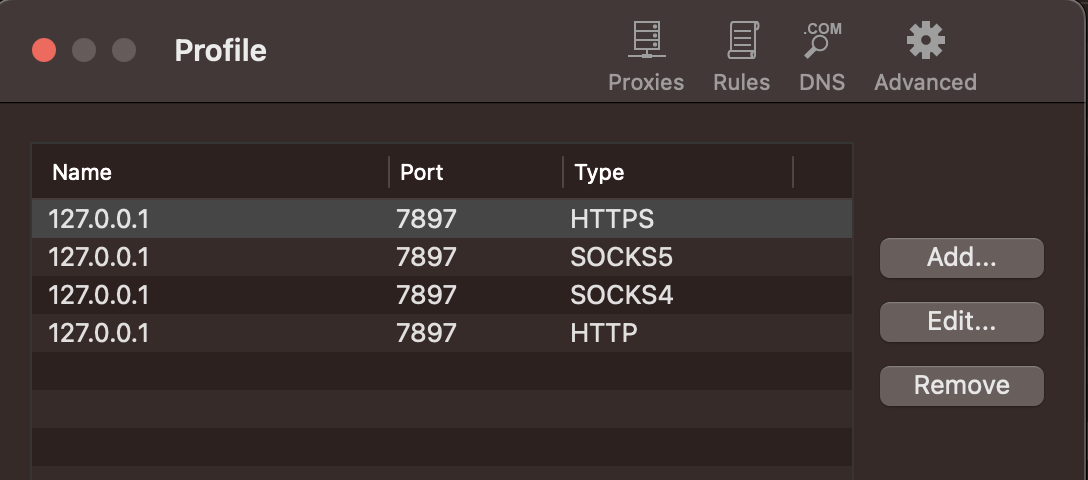 Profile
.COM
Proxies Rules DNS Advanced
Name Port Type
127.0.0.1 7897 HTTPS
127.0.0.1 7897 SOCKS5
127.0.0.1 7897 SOCKS4
127.0.0.1 7897 HTTP
Add...
Edit...
Remove